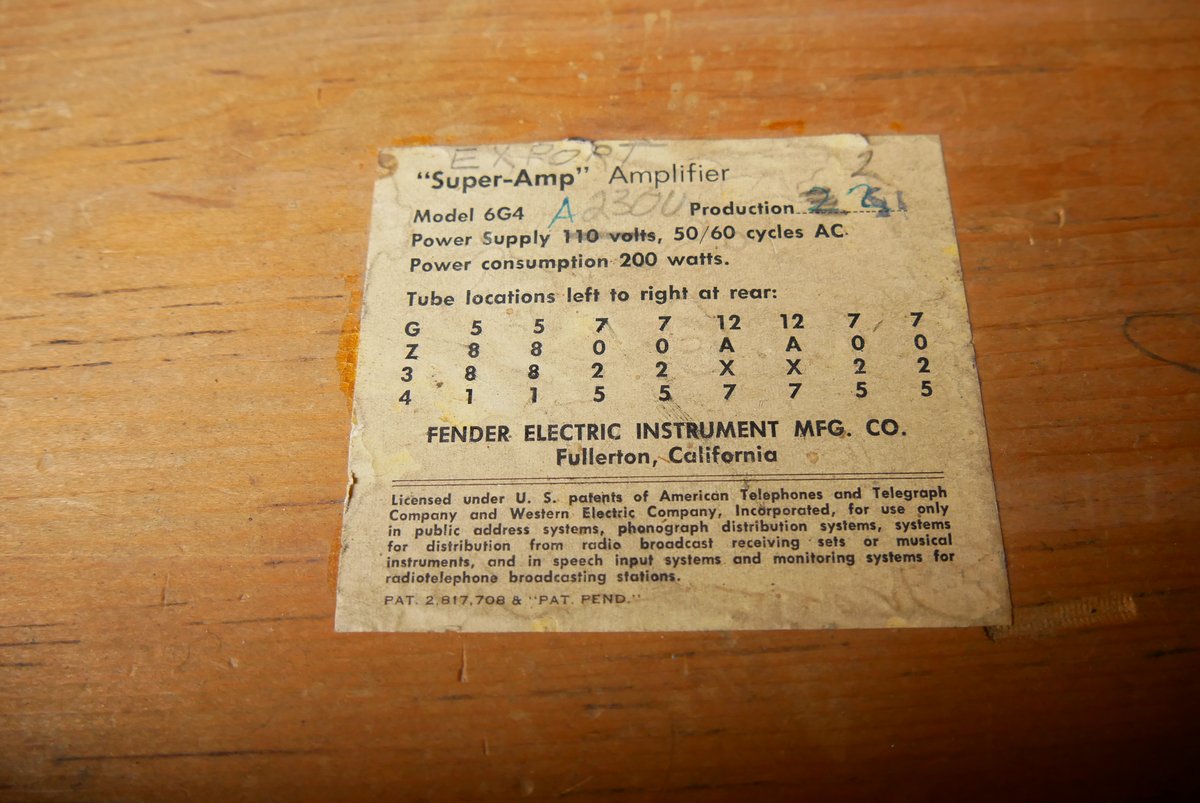 EXPORT
"Super-Amp" Amplifier 2
Model 6G4 A 230V Production
Power Supply 110 volts, 50/60 cycles AC
Power consumption 200 watts.
Tube locations left to right at rear:
G 5 5 7 7 12 12 7 7
Z 8 8 0 0 A A 0 0
3 8 8 2 2 X X 2 2
4 1 1 5 5 7 7 5 5
FENDER ELECTRIC INSTRUMENT MFG. CO.
Fullerton, California
Licensed under U. S. patents of American Telephones and Telegraph
Company and Western Electric Company, Incorporated, for use only
in public address systems, phonograph distribution systems, systems
for distribution from radio broadcast receiving sets or musical
instruments, and in speech input systems and monitoring systems for
radiotelephone broadcasting stations.
PAT. 2,817,708 & "PAT. PEND."